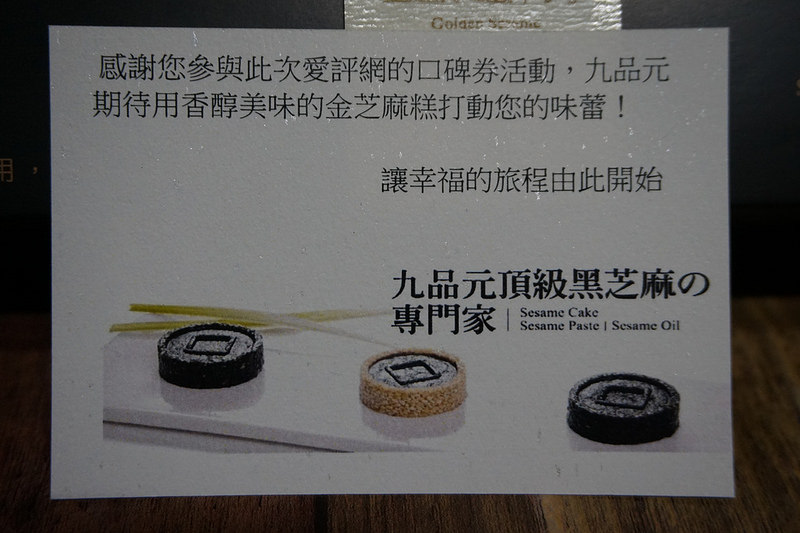 Golden Sesame
感謝您參與此次愛評網的口碑券活動，九品元
期待用香醇美味的金芝麻糕打動您的味蕾！
用，
讓幸福的旅程由此開始
九品元頂級黑芝麻の
專門家 | Sesame Cake
Sesame Paste | Sesame Oil